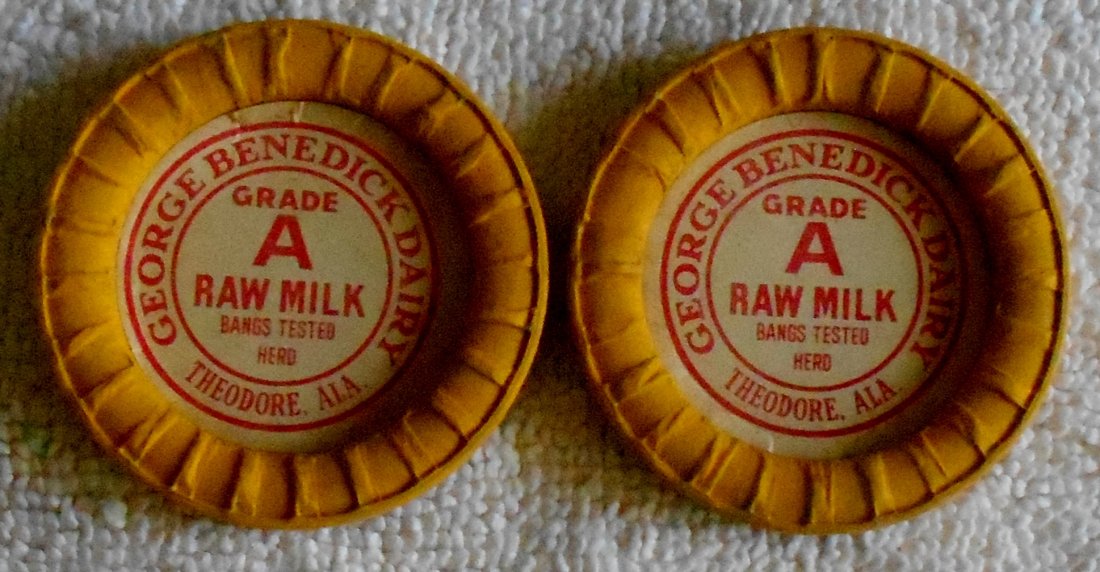 GEORGE BENEDICK DAIRY
GRADE
A
RAW MILK
BANGS TESTED
HERD
THEODORE, ALA.
GEORGE BENEDICK DAIRY
GRADE
A
RAW MILK
BANGS TESTED
HERD
THEODORE, ALA.